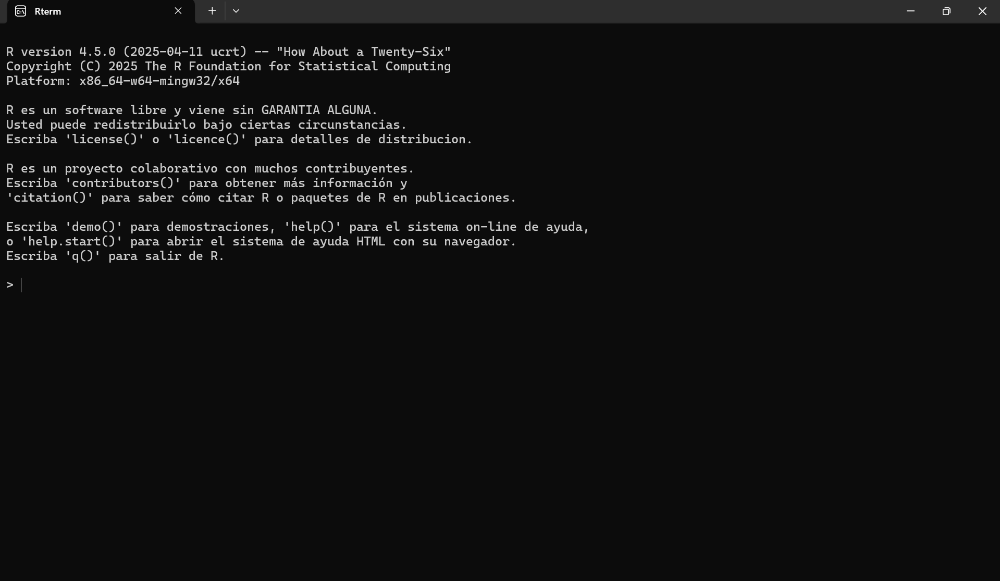 Rterm
R version 4.5.0 (2025-04-11 ucrt) -- "How About a Twenty-Six"
Copyright (C) 2025 The R Foundation for Statistical Computing
Platform: x86_64-w64-mingw32/x64
R es un software libre y viene sin GARANTIA ALGUNA.
Usted puede redistribuirlo bajo ciertas circunstancias.
Escriba 'license()' o 'licence()' para detalles de distribucion.
R es un proyecto colaborativo con muchos contribuyentes.
Escriba 'contributors()' para obtener más información y
'citation()' para saber cómo citar R o paquetes de R en publicaciones.
Escriba 'demo()' para demostraciones, 'help()' para el sistema on-line de ayuda,
o 'help.start()' para abrir el sistema de ayuda HTML con su navegador.
Escriba 'q()' para salir de R.
>